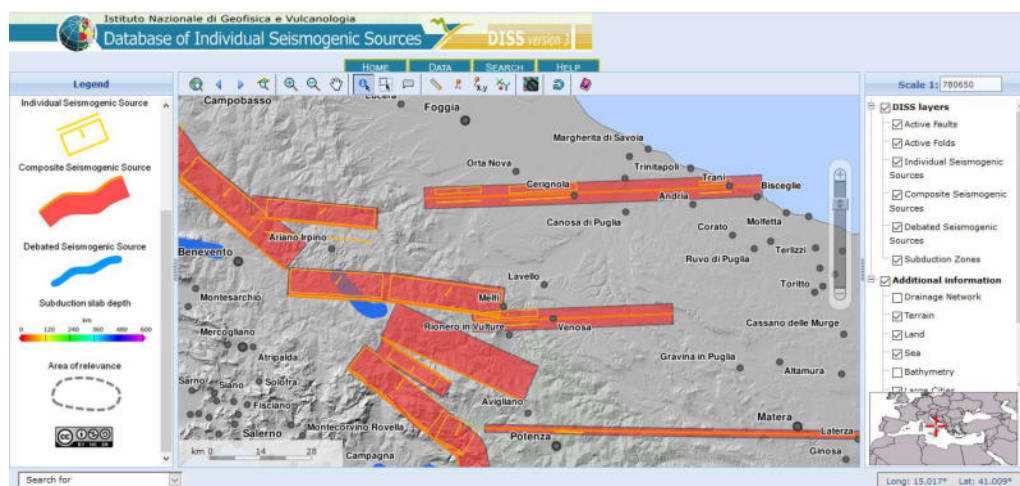 Istituto Nazionale di Geofisica e Vulcanologia
Database of Individual Seismogenic Sources
DISS version 3
HOME DATA SEARCH HELP
Legend
Individual Seismogenic Source
Composite Seismogenic Source
Debated Seismogenic Source
Subduction slab depth
km
0 120 240 360 480 600
Area of relevance
Search for
Campobasso
Lucera
Foggia
Margherita di Savoia
Trinitapoli
Orta Nova
Cerignola
Trani
Bisceglie
Andria
Canosa di Puglia
Molfetta
Corato
Terlizzi
Ruvo di Puglia
Toritto
Ariano Irpino
Benevento
Montesarchio
Lavello
Melfi
Mercogliano
Rionero in Vulture
Venosa
Cassano delle Murge
Atripalda
Gravina in Puglia
Altamura
Sarno
Siano
Solofra
Fisciano
Avigliano
Matera
Salerno
Montecorvino Rovella
Potenza
Laterza
Campagna
Ginosa
km 0 14 28
Scale 1: 780650
DISS layers
Active Faults
Active Folds
Individual Seismogenic
Sources
Composite Seismogenic
Sources
Debated Seismogenic
Sources
Subduction Zones
Additional information
Drainage Network
Terrain
Land
Sea
Bathymetry
Large Cities
Long: 15.017° Lat: 41.009°